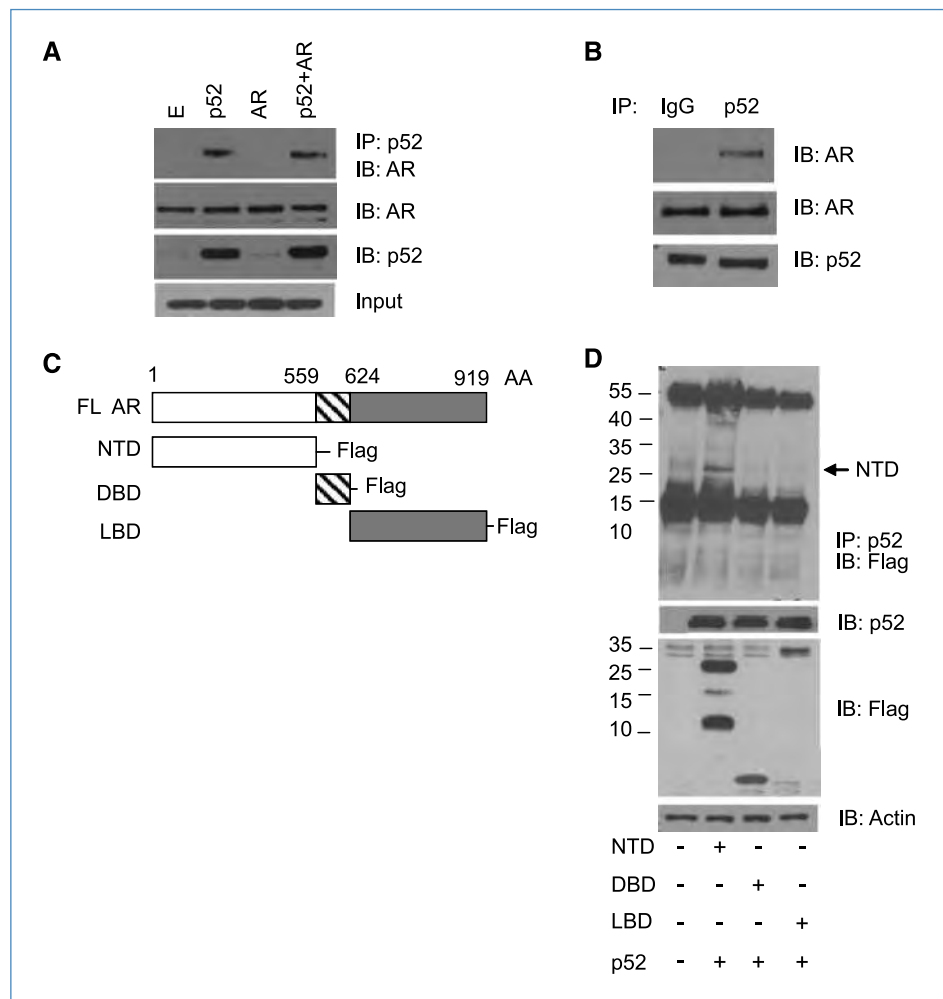 A
E p52 AR p52+AR
IP: p52
IB: AR
IB: AR
IB: p52
Input
B
IP: IgG p52
IB: AR
IB: AR
IB: p52
C
1 559 624 919 AA
FL AR
NTD Flag
DBD Flag
LBD Flag
D
55
40
35
25
15
10
NTD
IP: p52
IB: Flag
IB: p52
35
25
15
10
IB: Flag
IB: Actin
NTD - + - -
DBD - - + -
LBD - - - +
p52 - + + +